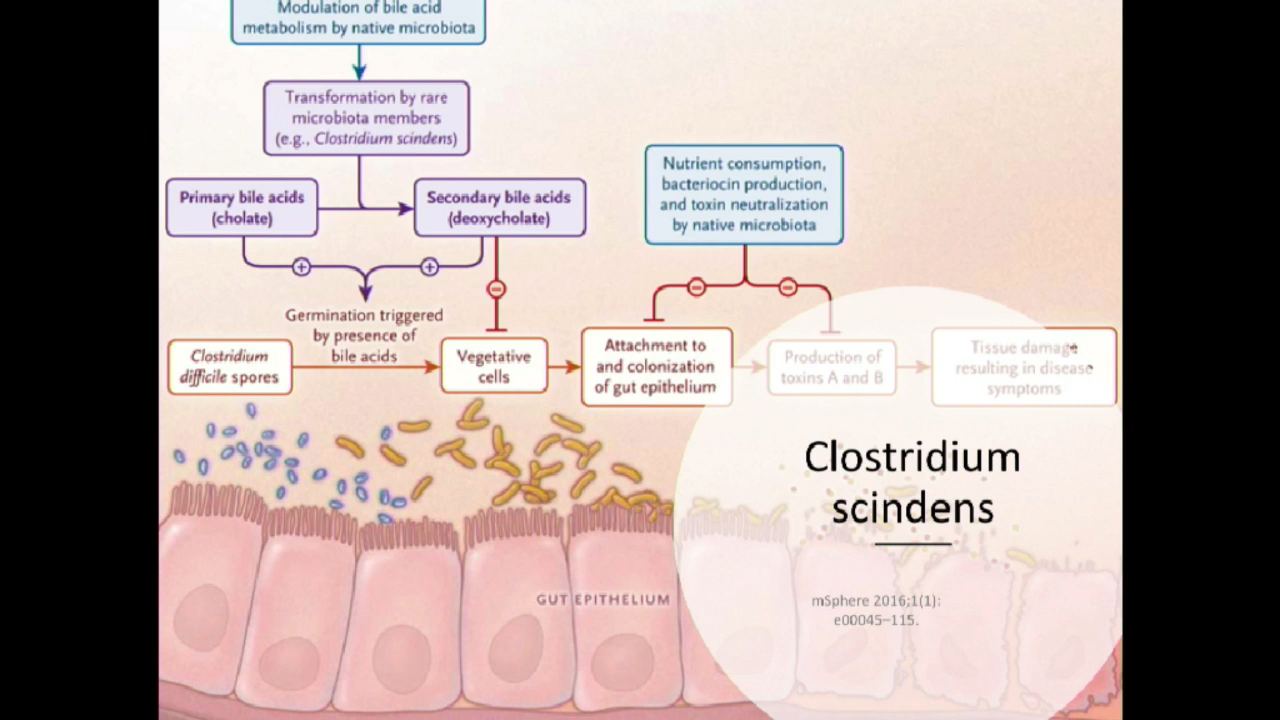 Modulation of bile acid
metabolism by native microbiota
Transformation by rare
microbiota members
(e.g., Clostridium scindens)
Primary bile acids
(cholate)
Secondary bile acids
(deoxycholate)
Nutrient consumption,
bacteriocin production,
and toxin neutralization
by native microbiota
+
+
−
−
−
Germination triggered
by presence of
bile acids
Clostridium
difficile spores
Vegetative
cells
Attachment to
and colonization
of gut epithelium
Production of
toxins A and B
Tissue damage
resulting in disease
symptoms
Clostridium
scindens
GUT EPITHELIUM
mSphere 2016;1(1):
e00045–115.